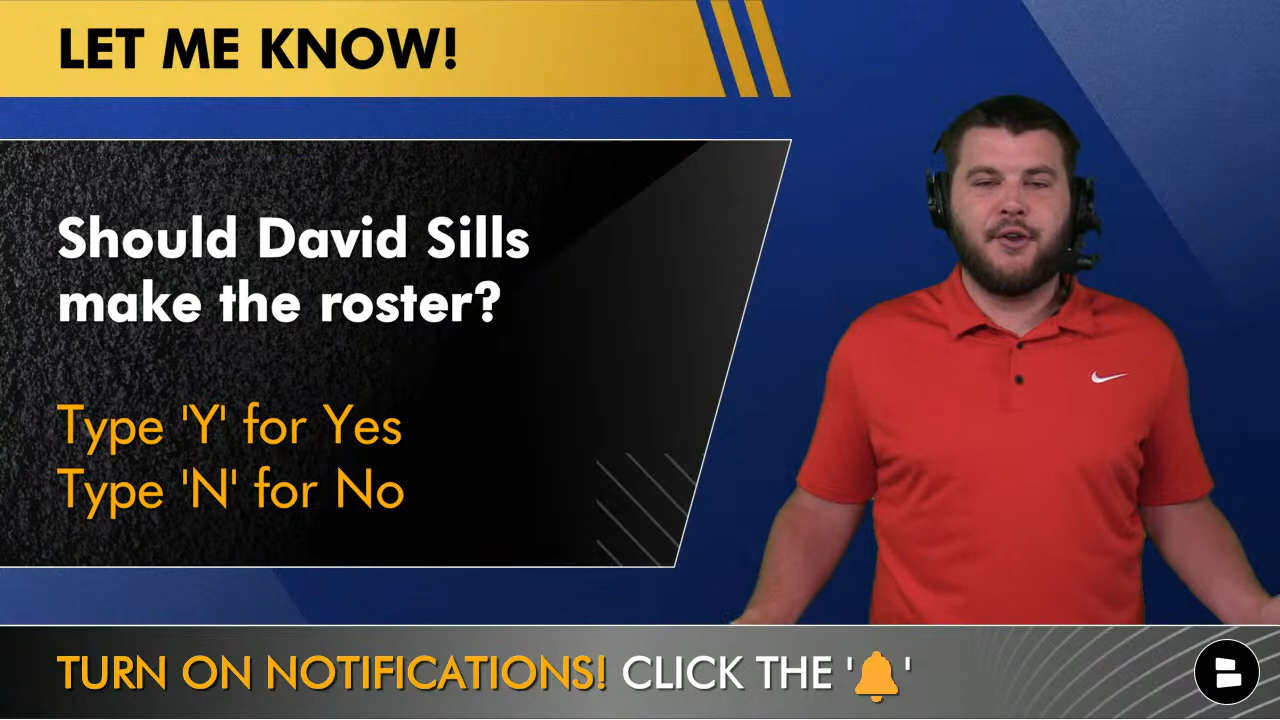 LET ME KNOW!
Should David Sills
make the roster?
Type 'Y' for Yes
Type 'N' for No
TURN ON NOTIFICATIONS! CLICK THE '🔔'